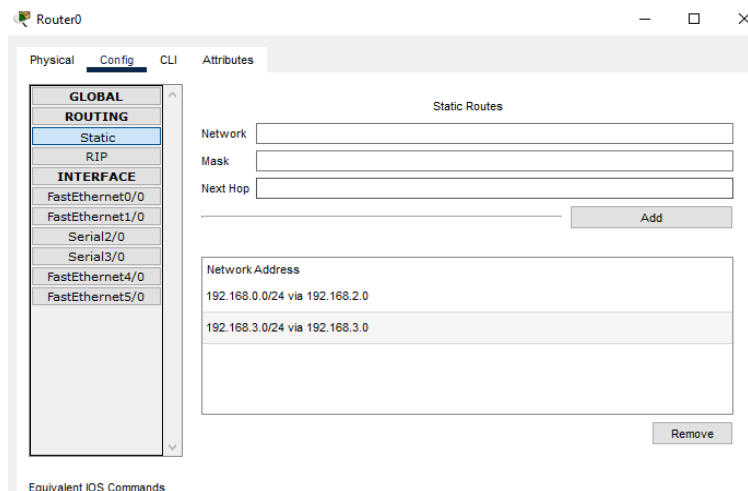 Router0
Physical Config CLI Attributes
GLOBAL
ROUTING
Static
RIP
INTERFACE
FastEthernet0/0
FastEthernet1/0
Serial2/0
Serial3/0
FastEthernet4/0
FastEthernet5/0
Static Routes
Network
Mask
Next Hop
Add
Network Address
192.168.0.0/24 via 192.168.2.0
192.168.3.0/24 via 192.168.3.0
Remove
Equivalent IOS Commands